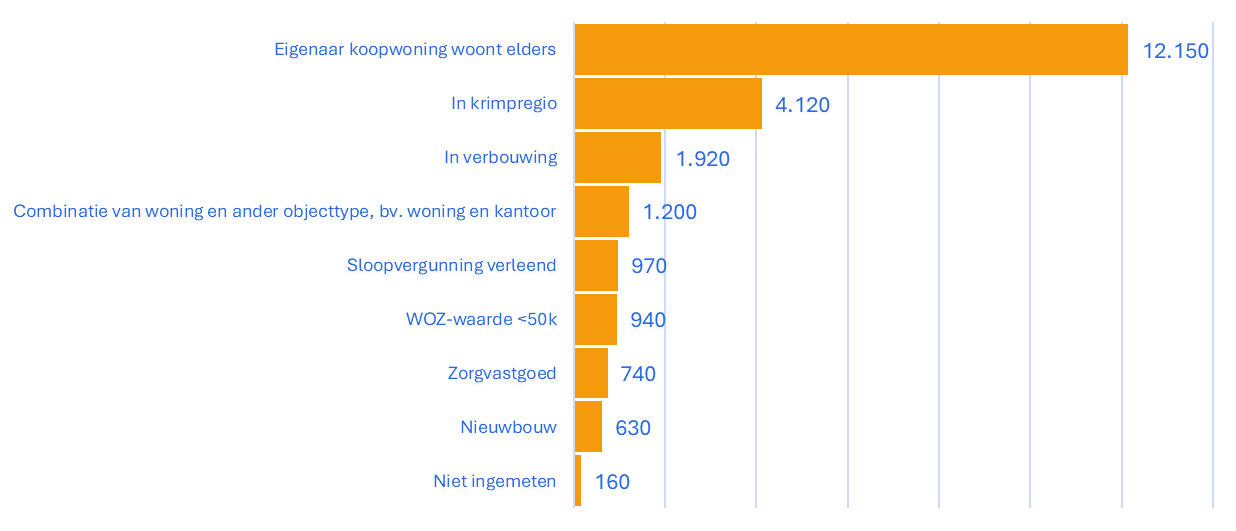 Eigenaar koopwoning woont elders 12.150
In krimpregio 4.120
In verbouwing 1.920
Combinatie van woning en ander objecttype, bv. woning en kantoor 1.200
Sloopvergunning verleend 970
WOZ-waarde <50k 940
Zorgvastgoed 740
Nieuwbouw 630
Niet ingemeten 160